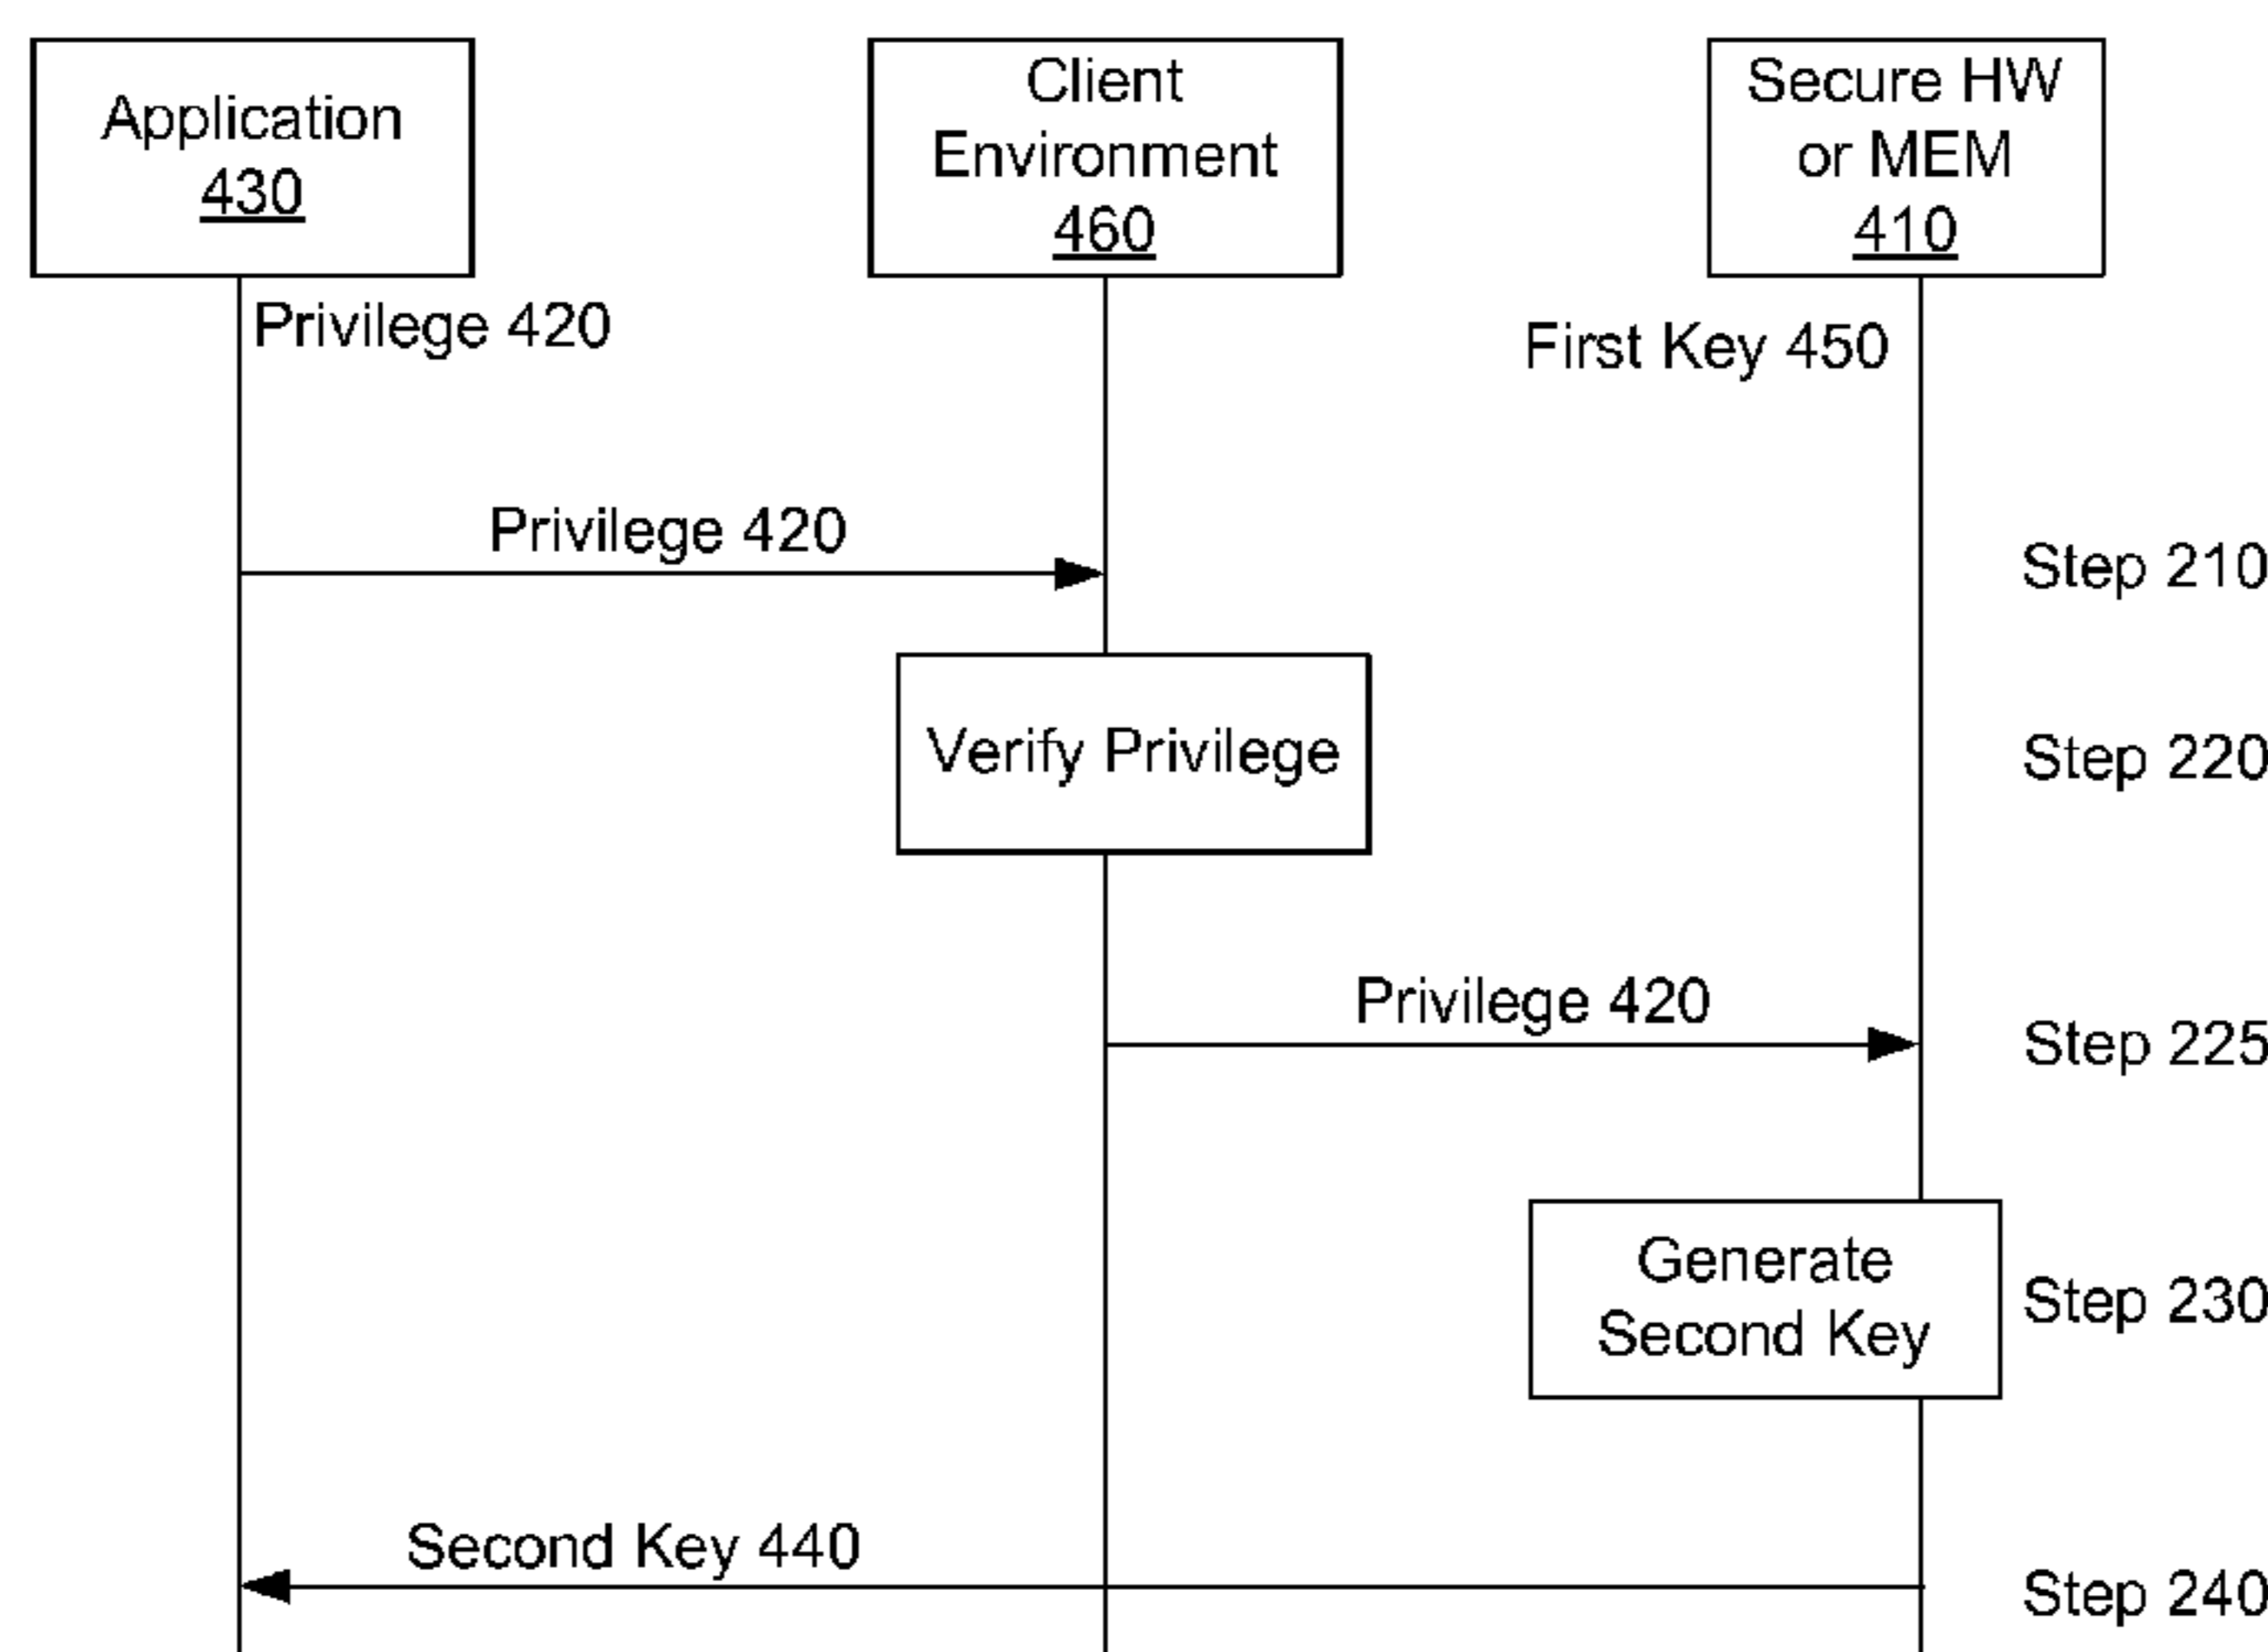 Application
430
Client
Environment
460
Secure HW
or MEM
410
Privilege 420
First Key 450
Privilege 420
Step 210
Verify Privilege
Step 220
Privilege 420
Step 225
Generate
Second Key
Step 230
Second Key 440
Step 240